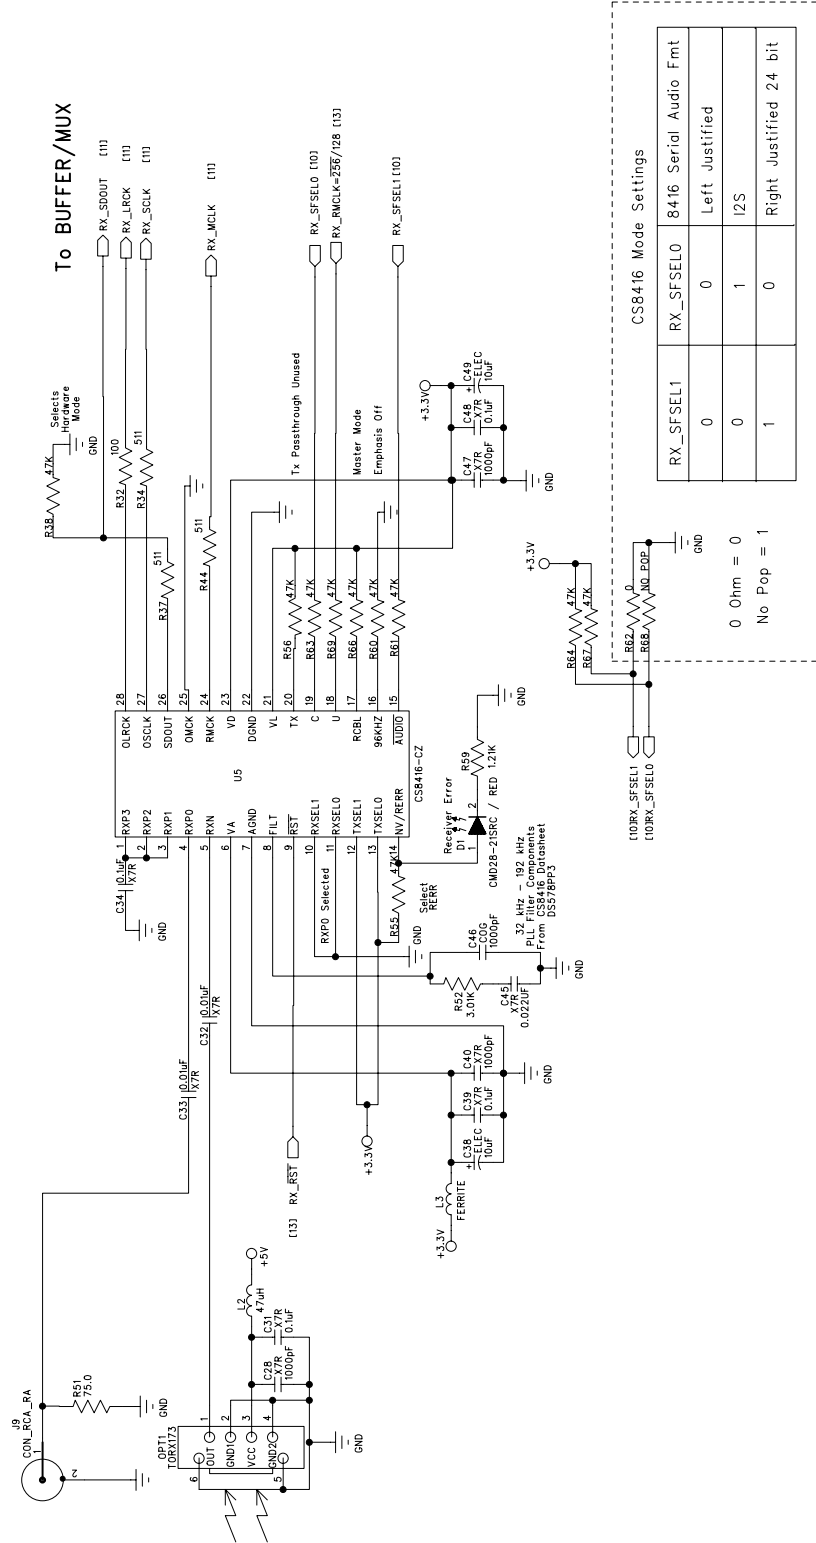 To BUFFER/MUX
RX_SDOUT [11]
RX_LRCK [11]
RX_SCLK [11]
RX_MCLK [11]
RX_SFSEL0 [10]
RX_RMCLK=256/128 [13]
RX_SFSEL1 [10]
Selects
Hardware
Mode
R38
47K
GND
R32
100
R34
511
R37
511
R44
511
Tx Passthrough Unused
Master Mode
Emphasis Off
R56
47K
R63
47K
R69
47K
R66
47K
R60
47K
R61
47K
+3.3V
C47
X7R
1000pF
C48
X7R
0.1uF
+
C49
ELEC
10uF
GND
U5
CS8416-CZ
1 RXP3
2 RXP2
3 RXP1
4 RXP0
5 RXN
6 VA
7 AGND
8 FILT
9 RST
10 RXSEL1
11 RXSEL0
12 TXSEL1
13 TXSEL0
14 NV/RERR
OLRCK 28
OSCLK 27
SDOUT 26
OMCK 25
RMCK 24
VD 23
DGND 22
VL 21
TX 20
C 19
U 18
RCBL 17
96KHZ 16
AUDIO 15
C34
0.1uF
X7R
GND
C33
0.01uF
X7R
C32
0.01uF
X7R
RXP0 Selected
GND
R55
47K
Select
RERR
Receiver Error
D1
1
2
CMD28-21SRC / RED
R59
1.21K
GND
R52
3.01K
C45
X7R
0.022UF
C46
COG
1000pF
GND
32 kHz - 192 kHz
PLL Filter Components
From CS8416 Datasheet
DS578PP3
[13] RX_RST
+3.3V
+3.3V
L3
FERRITE
+
C38
ELEC
10uF
C39
X7R
0.1uF
C40
X7R
1000pF
GND
J9
CON_RCA_RA
1
2
R51
75.0
GND
OPT1
TORX173
OUT
GND1
VCC
GND2
1
2
3
4
5
6
C28
X7R
1000pF
C31
X7R
0.1uF
L2
47uH
+5V
GND
CS8416 Mode Settings
RX_SFSEL1 RX_SFSEL0 8416 Serial Audio Fmt
0 0 Left Justified
0 1 I2S
1 0 Right Justified 24 bit
0 Ohm = 0
No Pop = 1
+3.3V
R64
47K
R67
47K
R62
0
R68
NO POP
GND
[10]RX_SFSEL1
[10]RX_SFSEL0